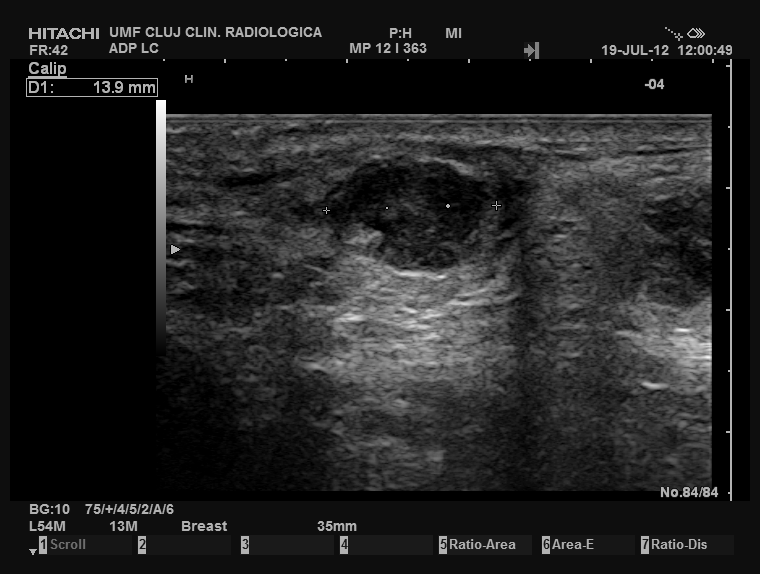 HITACHI UMF CLUJ CLIN. RADIOLOGICA P:H MI
FR:42 ADP LC MP 12 I 363 19-JUL-12 12:00:49
Calip
D1: 13.9 mm
H
-04
No.84/84
BG:10 75/+/4/5/2/A/6
L54M 13M Breast 35mm
1 Scroll 2 3 4 5 Ratio-Area 6 Area-E 7 Ratio-Dis